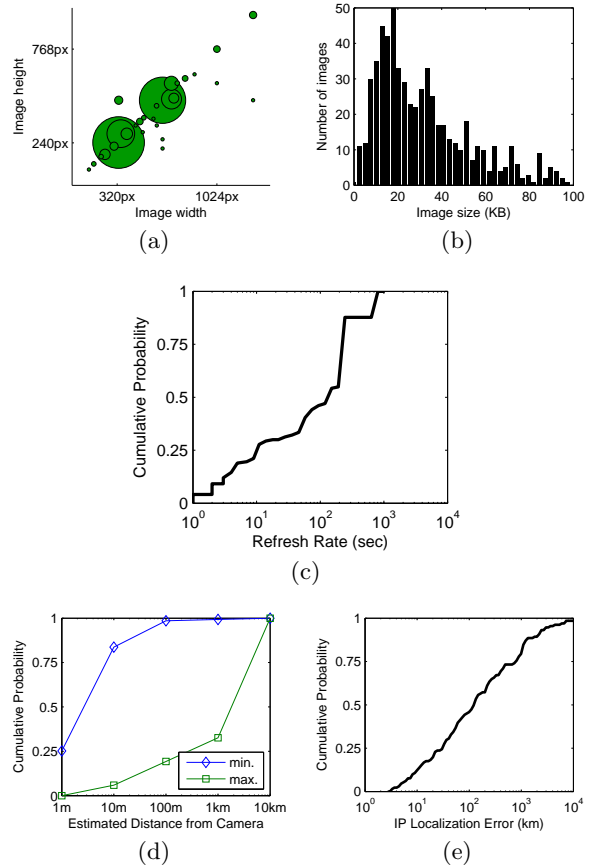 768px
240px
320px
1024px
Image height
Image width
(a)
50
40
30
20
10
0
0
20
40
60
80
100
Number of images
Image size (KB)
(b)
1
0.75
0.5
0.25
0
10^0
10^1
10^2
10^3
10^4
Cumulative Probability
Refresh Rate (sec)
(c)
1
0.75
0.5
0.25
0
1m
10m
100m
1km
10km
Cumulative Probability
Estimated Distance from Camera
min.
max.
(d)
1
0.75
0.5
0.25
0
10^0
10^1
10^2
10^3
10^4
Cumulative Probability
IP Localization Error (km)
(e)